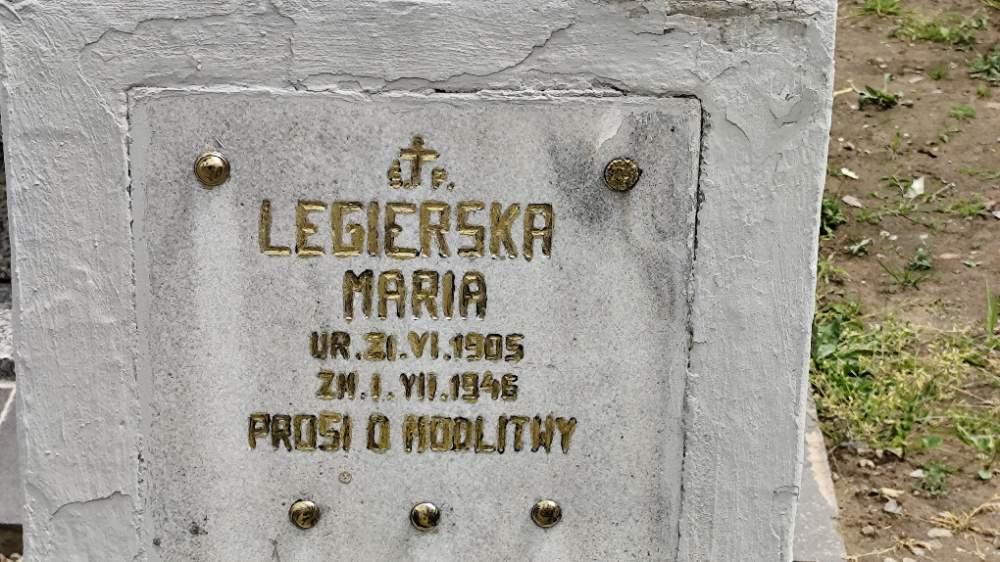 Ś.†P.
LEGIERSKA
MARIA
UR.21.VI.1905
ZM.1.VII.1946
PROSI O MODLITWY